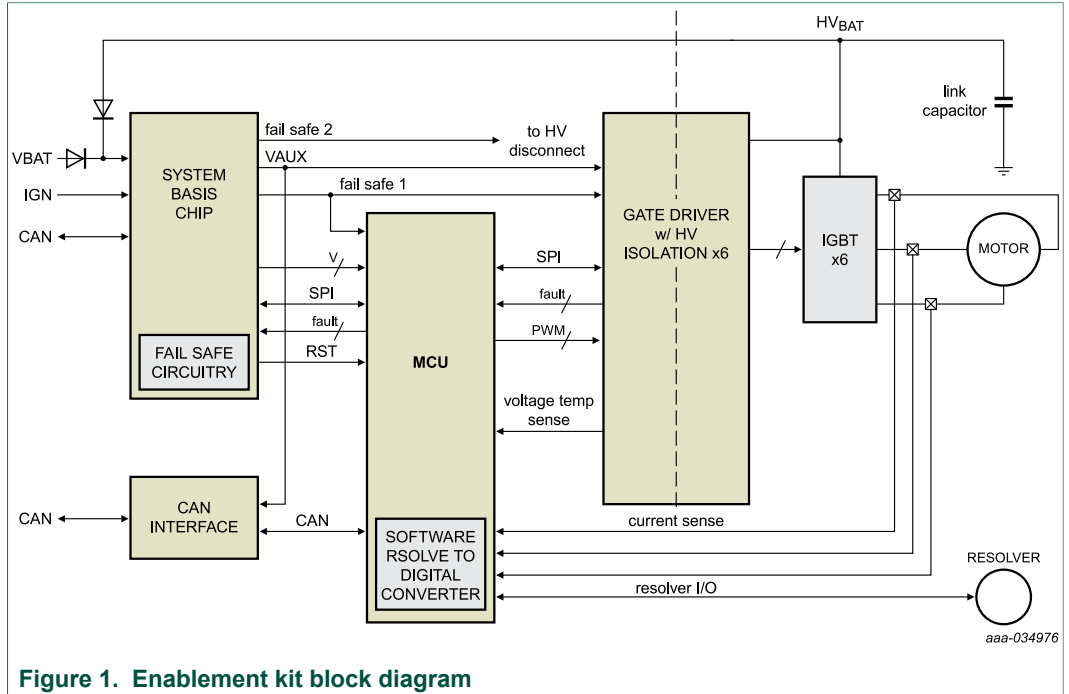 HVBAT
link
capacitor
fail safe 2
to HV
disconnect
VBAT
VAUX
SYSTEM
BASIS
CHIP
IGN
fail safe 1
CAN
GATE DRIVER
w/ HV
ISOLATION x6
IGBT
x6
MOTOR
V
SPI
SPI
fault
fault
PWM
FAIL SAFE
CIRCUITRY
RST
MCU
voltage temp
sense
CAN
CAN
INTERFACE
CAN
SOFTWARE
RSOLVE TO
DIGITAL
CONVERTER
current sense
resolver I/O
RESOLVER
aaa-034976
Figure 1. Enablement kit block diagram